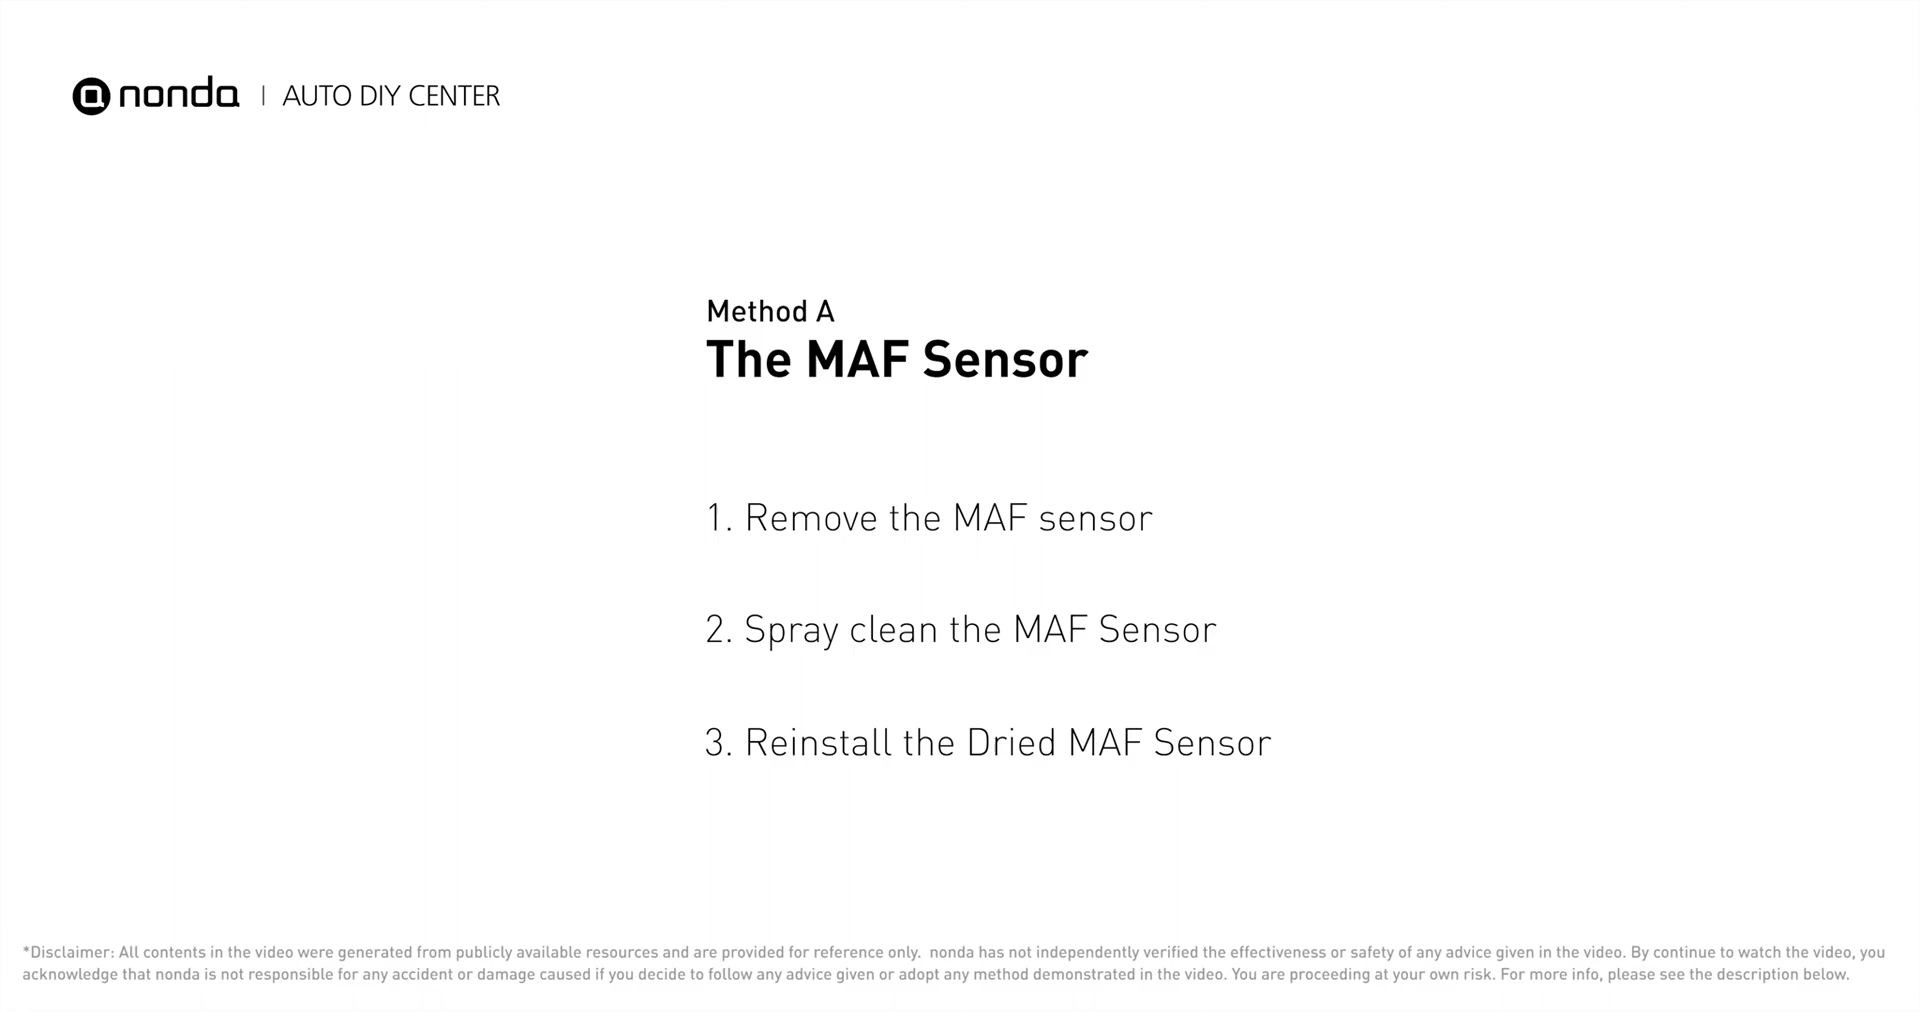 nonda | AUTO DIY CENTER
Method A
The MAF Sensor
1. Remove the MAF sensor
2. Spray clean the MAF Sensor
3. Reinstall the Dried MAF Sensor
*Disclaimer: All contents in the video were generated from publicly available resources and are provided for reference only. nonda has not independently verified the effectiveness or safety of any advice given in the video. By continue to watch the video, you
acknowledge that nonda is not responsible for any accident or damage caused if you decide to follow any advice given or adopt any method demonstrated in the video. You are proceeding at your own risk. For more info, please see the description below.